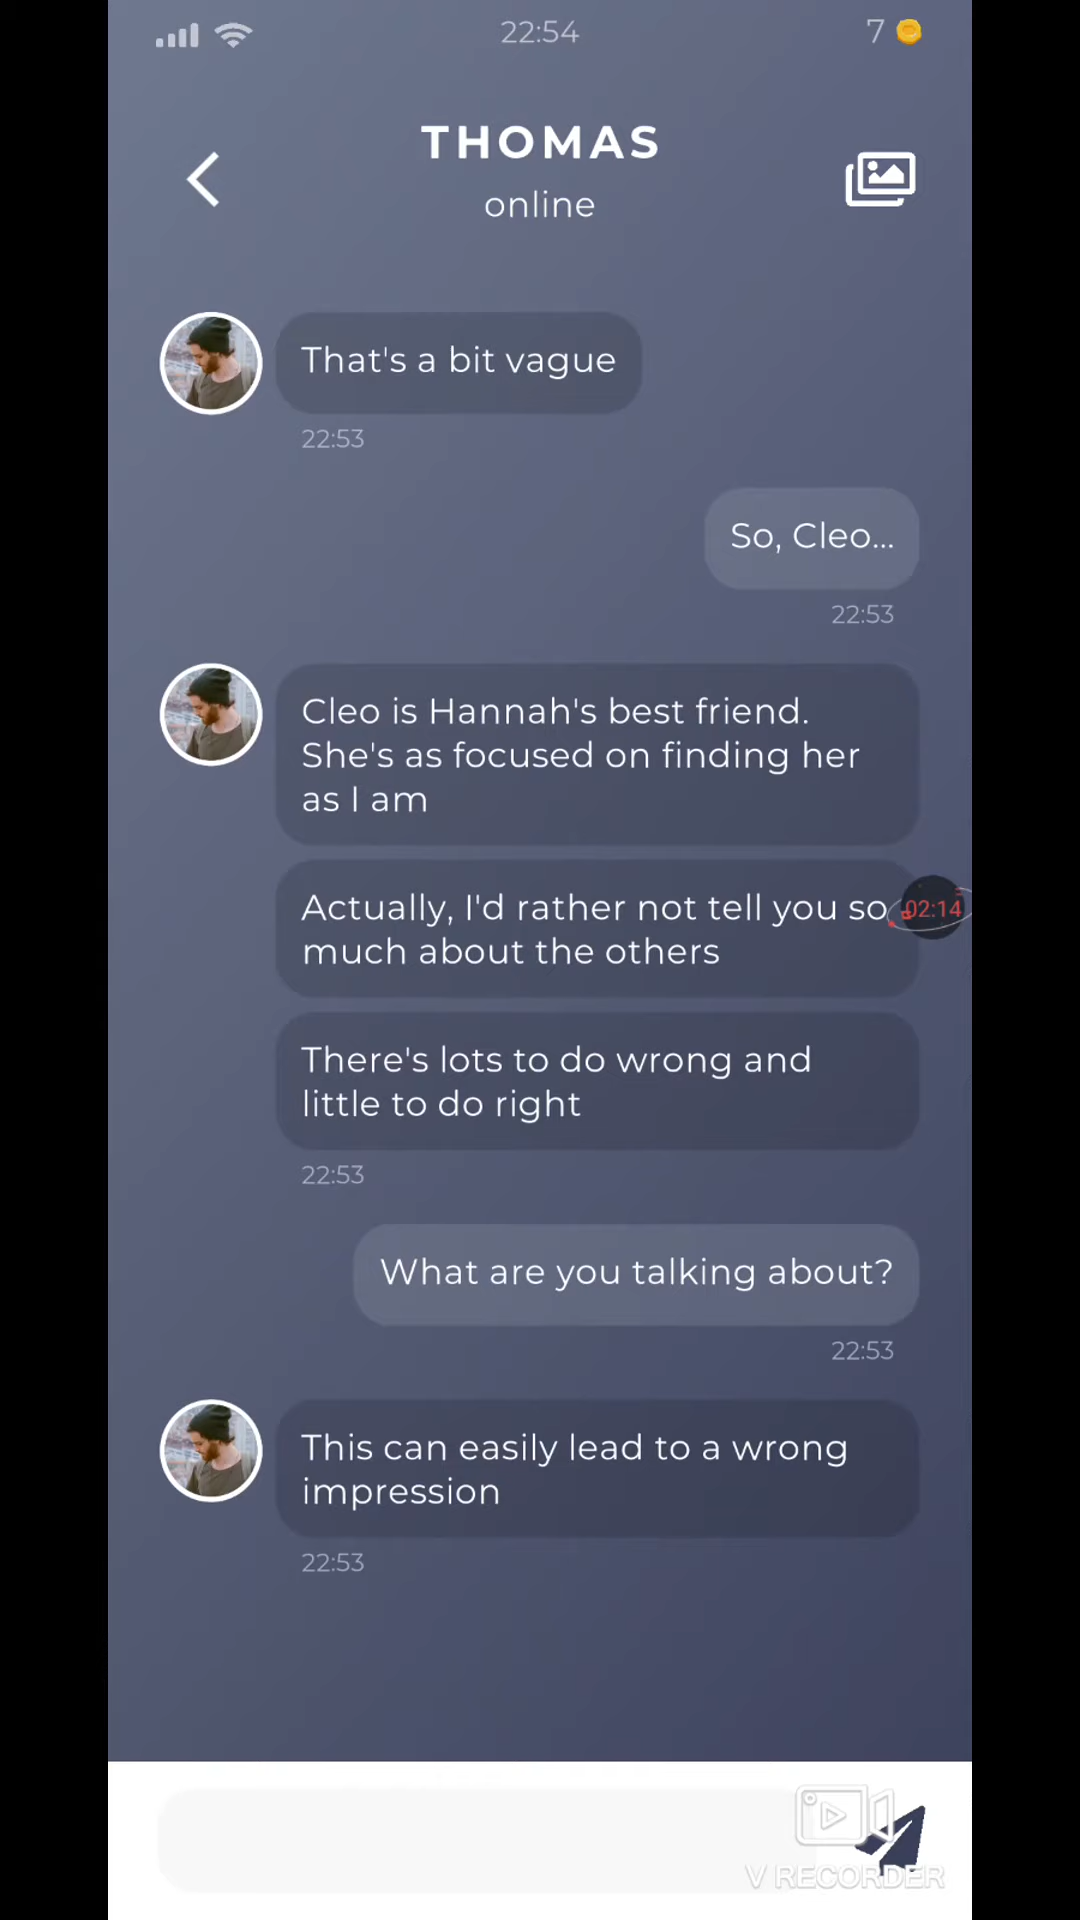 22:54
7
THOMAS
online
That's a bit vague
22:53
So, Cleo...
22:53
Cleo is Hannah's best friend.
She's as focused on finding her
as I am
Actually, I'd rather not tell you so
much about the others
02:14
There's lots to do wrong and
little to do right
22:53
What are you talking about?
22:53
This can easily lead to a wrong
impression
22:53
V RECORDER